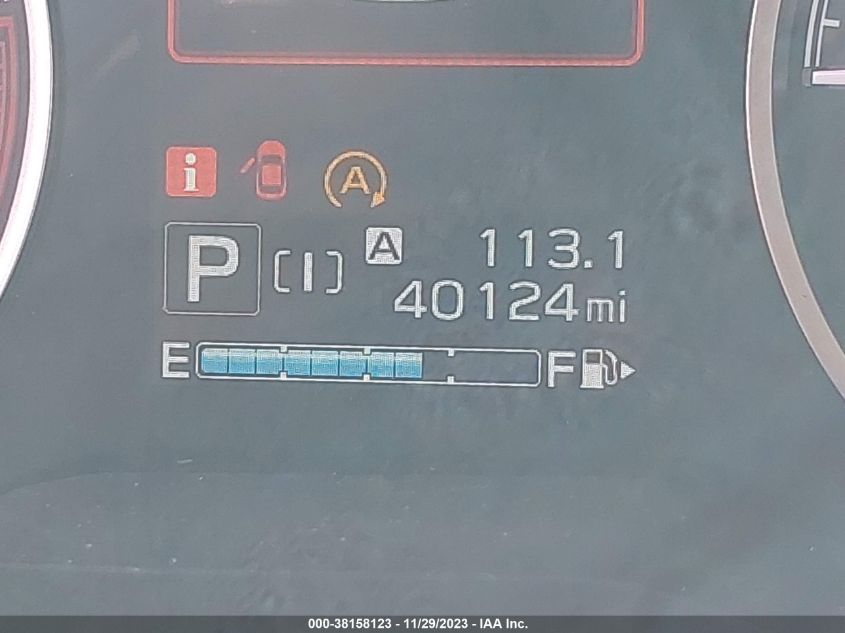 i A
P [I] A 113.1
40124mi
E F
000-38158123 - 11/29/2023 - IAA Inc.